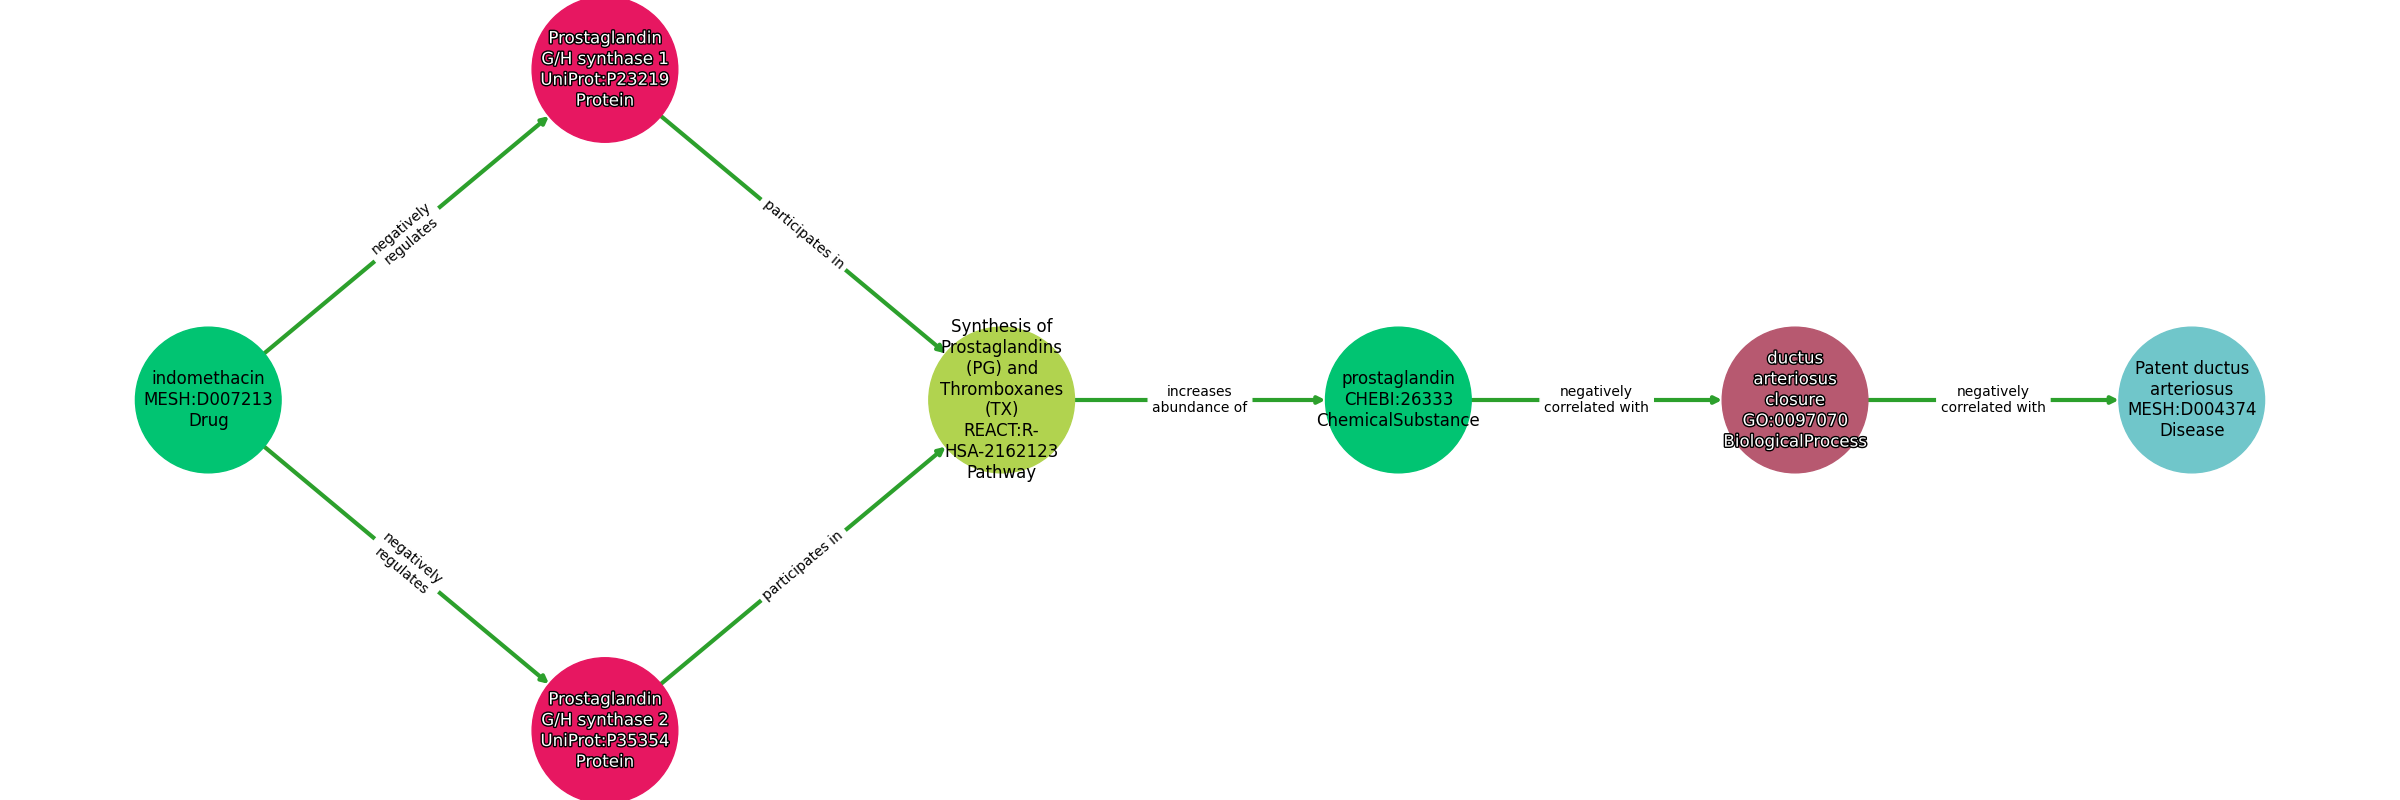 Prostaglandin
G/H synthase 1
UniProt:P23219
Protein
negatively
regulates
participates in
indomethacin
MESH:D007213
Drug
Synthesis of
Prostaglandins
(PG) and
Thromboxanes
(TX)
REACT:R-
HSA-2162123
Pathway
increases
abundance of
prostaglandin
CHEBI:26333
ChemicalSubstance
negatively
correlated with
ductus
arteriosus
closure
GO:0097070
BiologicalProcess
negatively
correlated with
Patent ductus
arteriosus
MESH:D004374
Disease
negatively
regulates
participates in
Prostaglandin
G/H synthase 2
UniProt:P35354
Protein